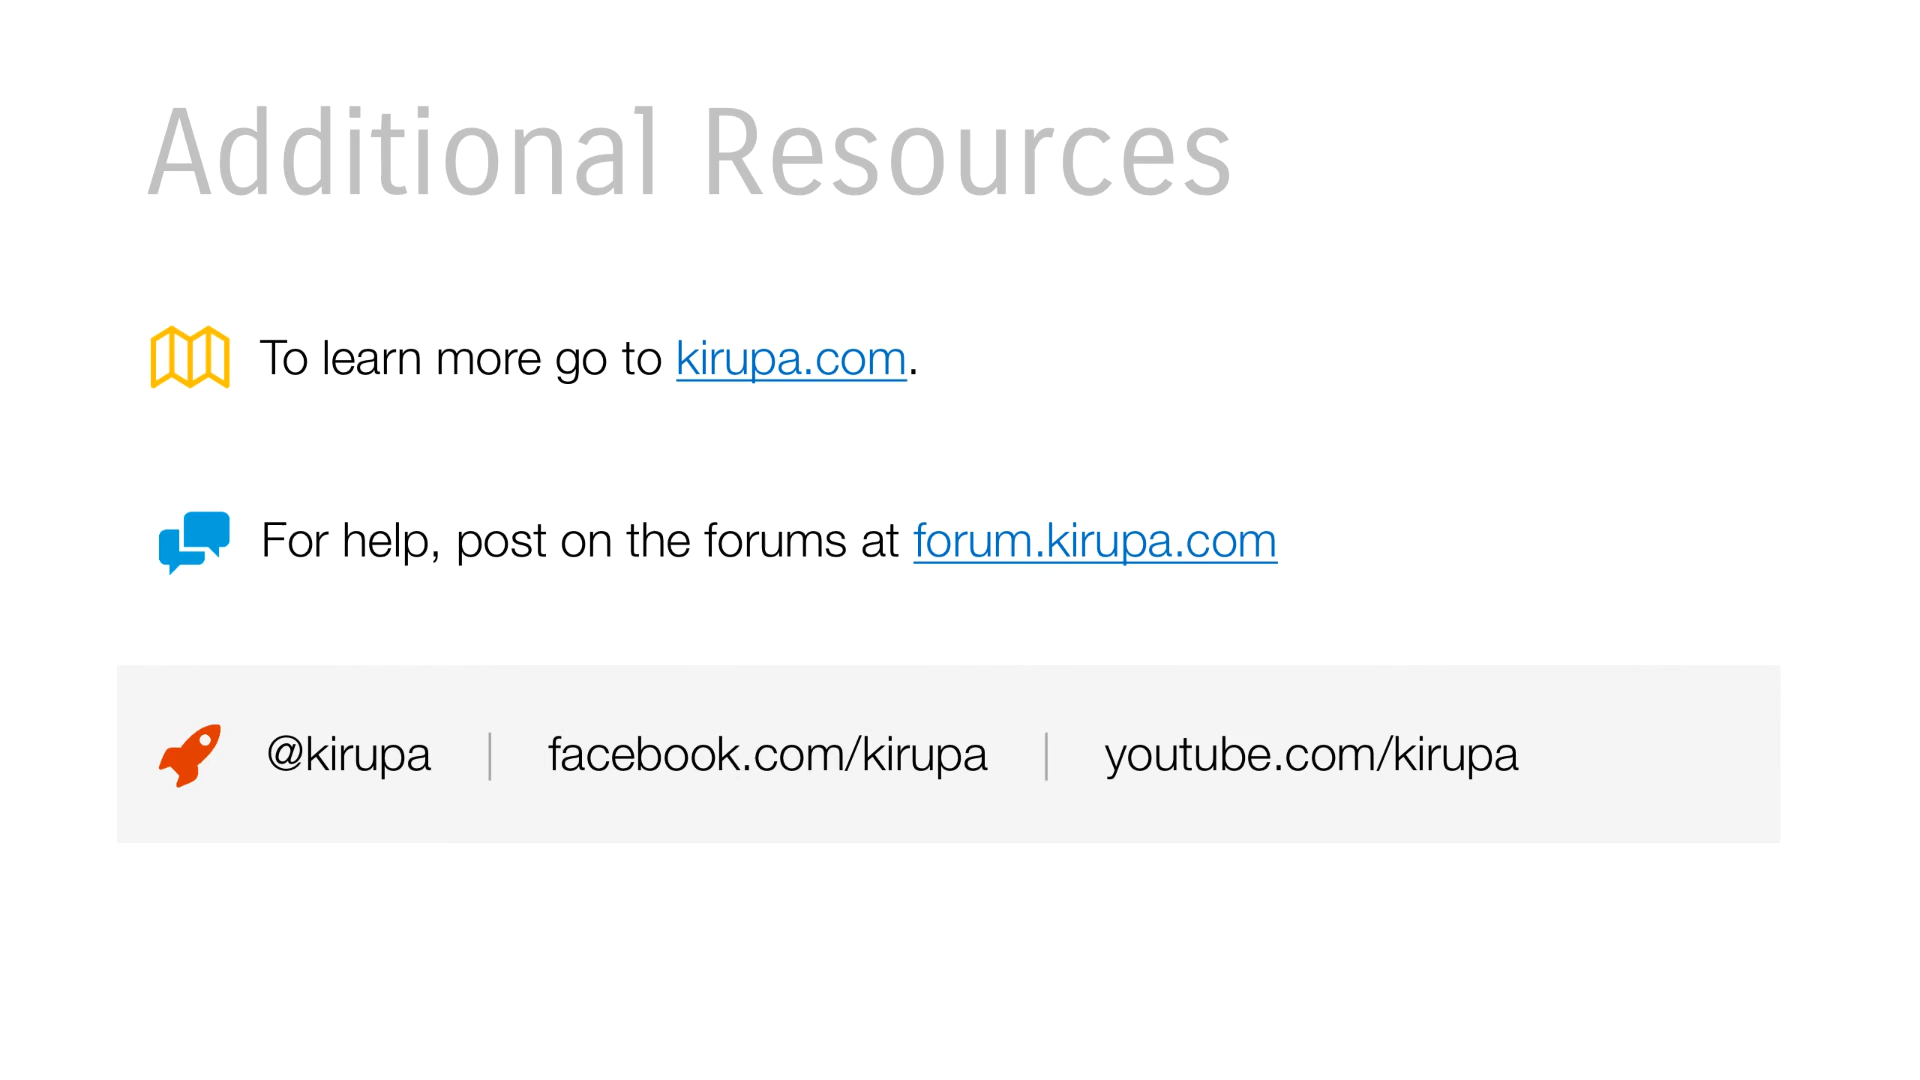 Additional Resources
To learn more go to kirupa.com.
For help, post on the forums at forum.kirupa.com
@kirupa | facebook.com/kirupa | youtube.com/kirupa